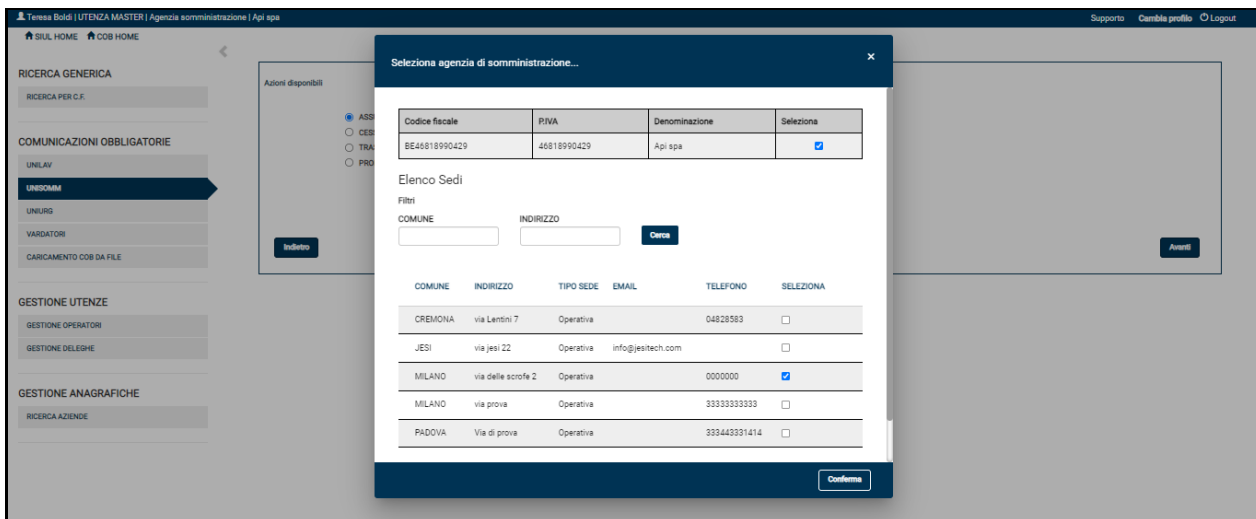 Teresa Boldi | UTENZA MASTER | Agenzia somministrazione | Api spa
Supporto Cambia profilo Logout
SIUL HOME COB HOME
RICERCA GENERICA
RICERCA PER C.F.
COMUNICAZIONI OBBLIGATORIE
UNILAV
UNISOMM
UNIURG
VARDATORI
CARICAMENTO COB DA FILE
GESTIONE UTENZE
GESTIONE OPERATORI
GESTIONE DELEGHE
GESTIONE ANAGRAFICHE
RICERCA AZIENDE
Azioni disponibili
ASS
CES
TRA
PRO
Indietro
Avanti
Seleziona agenzia di somministrazione... ×
Codice fiscale P.IVA Denominazione Seleziona
BE46818990429 46818990429 Api spa
Elenco Sedi
Filtri
COMUNE INDIRIZZO
Cerca
COMUNE INDIRIZZO TIPO SEDE EMAIL TELEFONO SELEZIONA
CREMONA via Lentini 7 Operativa 04828583
JESI via jesi 22 Operativa info@jesitech.com
MILANO via delle scrofe 2 Operativa 0000000
MILANO via prova Operativa 33333333333
PADOVA Via di prova Operativa 333443331414
Conferma